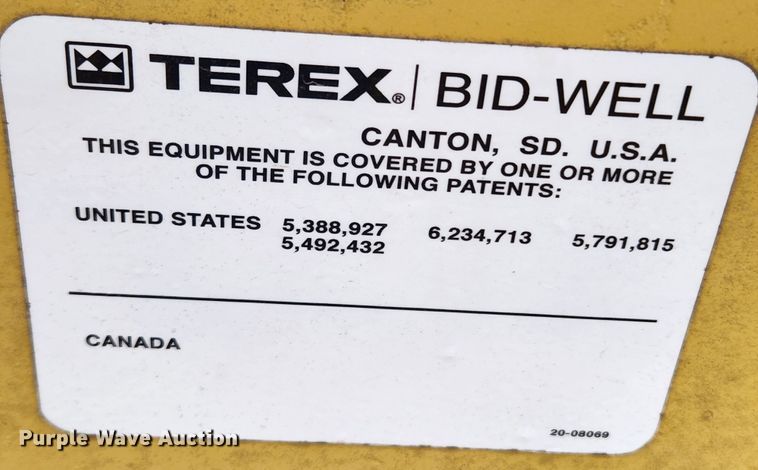 TEREX® | BID-WELL
CANTON, SD. U.S.A.
THIS EQUIPMENT IS COVERED BY ONE OR MORE
OF THE FOLLOWING PATENTS:
UNITED STATES 5,388,927 6,234,713 5,791,815
5,492,432
CANADA
20-08069
Purple Wave Auction